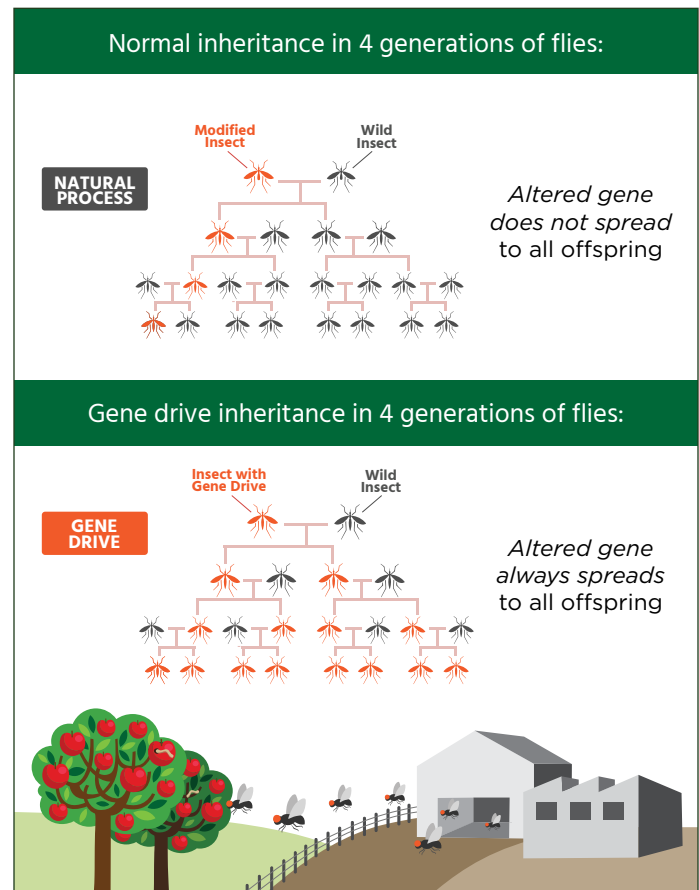 Normal inheritance in 4 generations of flies:
Modified
Insect
Wild
Insect
NATURAL
PROCESS
Altered gene
does not spread
to all offspring
Gene drive inheritance in 4 generations of flies:
Insect with
Gene Drive
Wild
Insect
GENE
DRIVE
Altered gene
always spreads
to all offspring